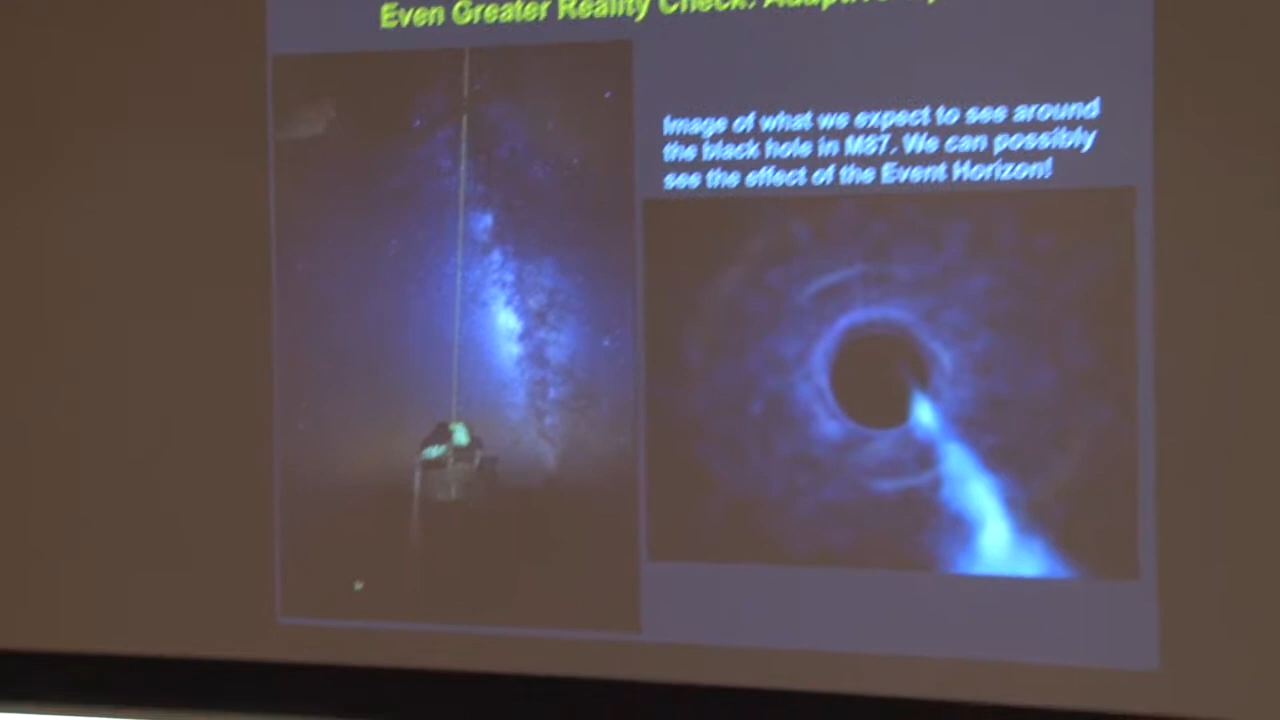 Even Greater Reality Check:
Image of what we expect to see around
the black hole in M87. We can possibly
see the effect of the Event Horizon!